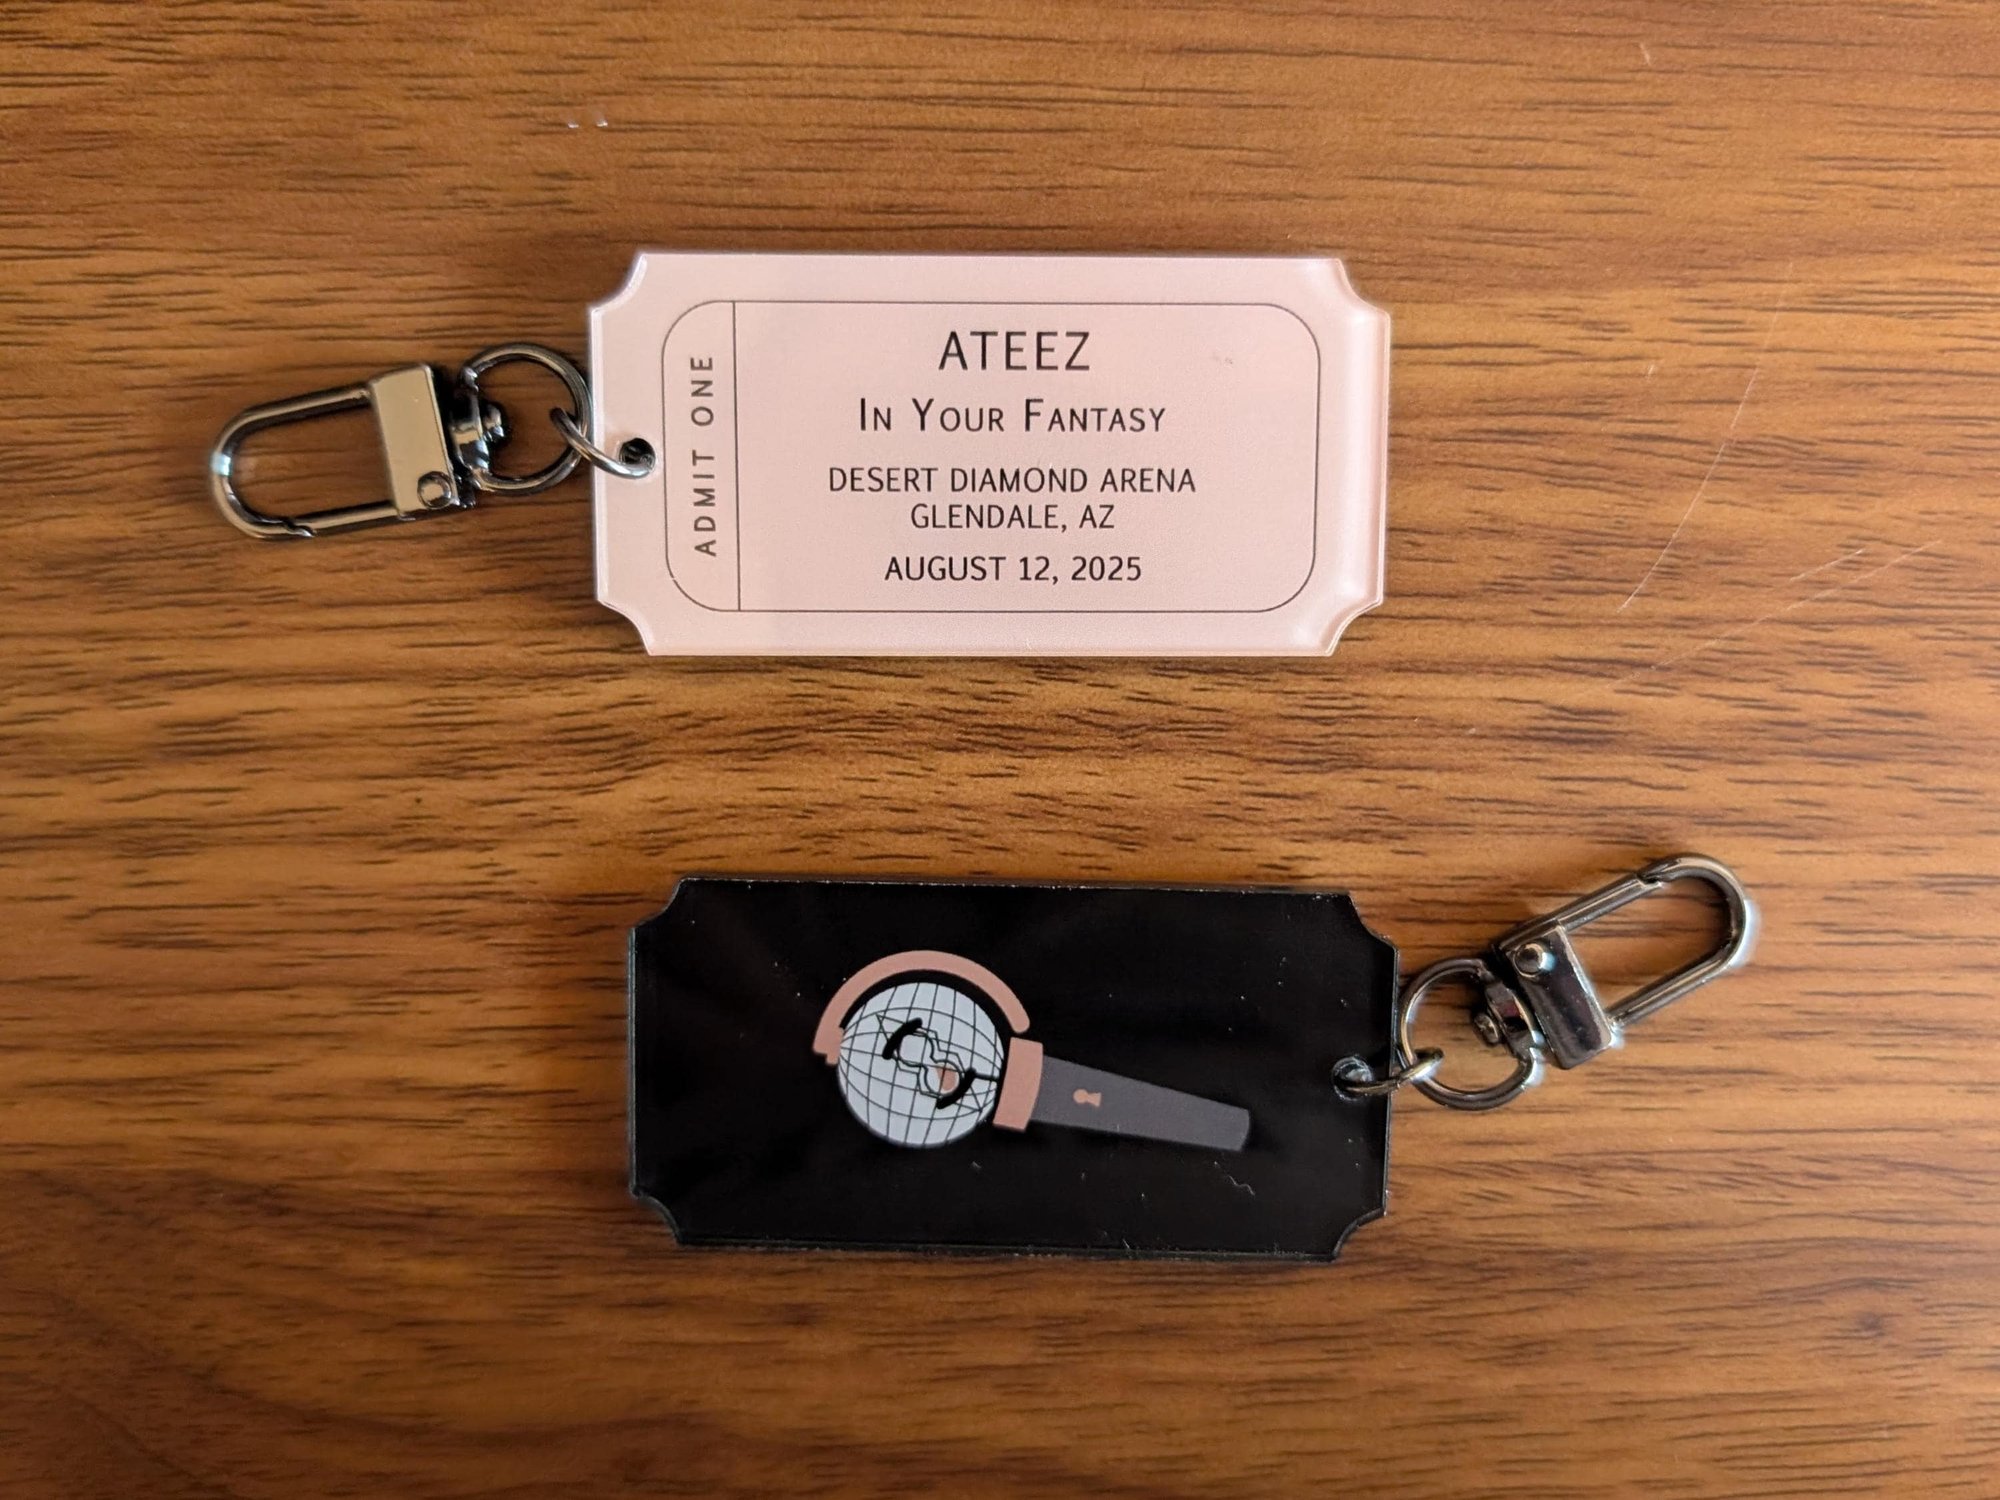 ADMIT ONE
ATEEZ
In Your Fantasy
DESERT DIAMOND ARENA
GLENDALE, AZ
AUGUST 12, 2025